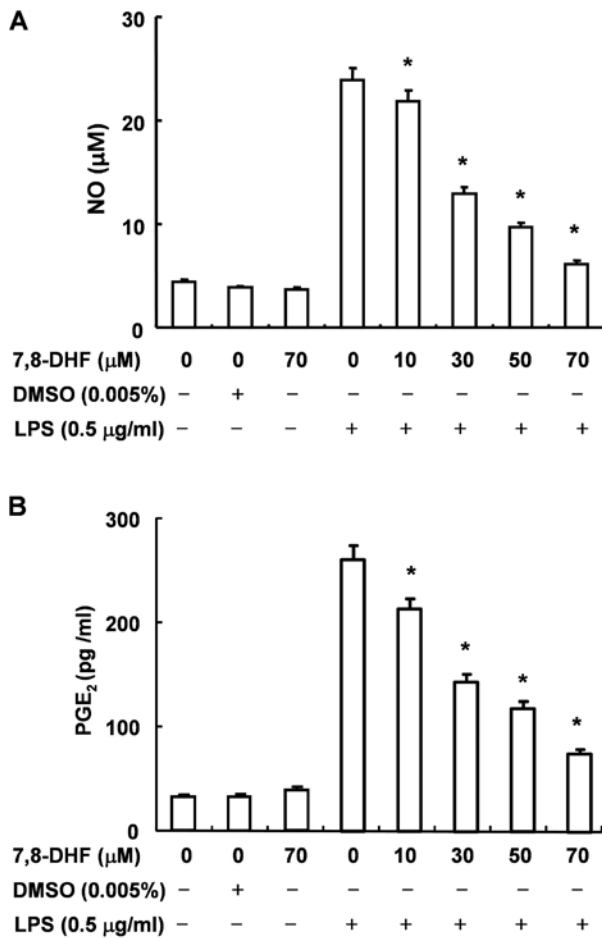 A
30
*
20
*
*
*
10
0
NO (μM)
7,8-DHF (μM) 0 0 70 0 10 30 50 70
DMSO (0.005%) – + – – – – – –
LPS (0.5 μg/ml) – – – + + + + +
B
300
*
200
*
*
*
100
0
PGE₂ (pg /ml)
7,8-DHF (μM) 0 0 70 0 10 30 50 70
DMSO (0.005%) – + – – – – – –
LPS (0.5 μg/ml) – – – + + + + +